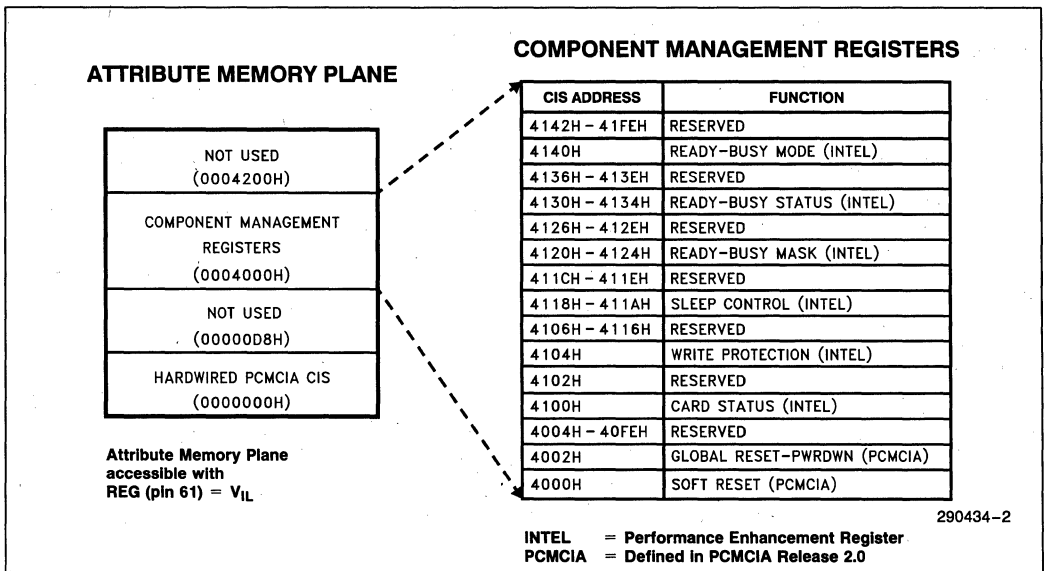 ATTRIBUTE MEMORY PLANE
NOT USED
(0004200H)
COMPONENT MANAGEMENT
REGISTERS
(0004000H)
NOT USED
(00000D8H)
HARDWIRED PCMCIA CIS
(0000000H)
Attribute Memory Plane
accessible with
REG (pin 61) = VIL
COMPONENT MANAGEMENT REGISTERS
CIS ADDRESS FUNCTION
4142H – 41FEH RESERVED
4140H READY–BUSY MODE (INTEL)
4136H – 413EH RESERVED
4130H – 4134H READY–BUSY STATUS (INTEL)
4126H – 412EH RESERVED
4120H – 4124H READY–BUSY MASK (INTEL)
411CH – 411EH RESERVED
4118H – 411AH SLEEP CONTROL (INTEL)
4106H – 4116H RESERVED
4104H WRITE PROTECTION (INTEL)
4102H RESERVED
4100H CARD STATUS (INTEL)
4004H – 40FEH RESERVED
4002H GLOBAL RESET–PWRDWN (PCMCIA)
4000H SOFT RESET (PCMCIA)
290434–2
INTEL = Performance Enhancement Register
PCMCIA = Defined in PCMCIA Release 2.0